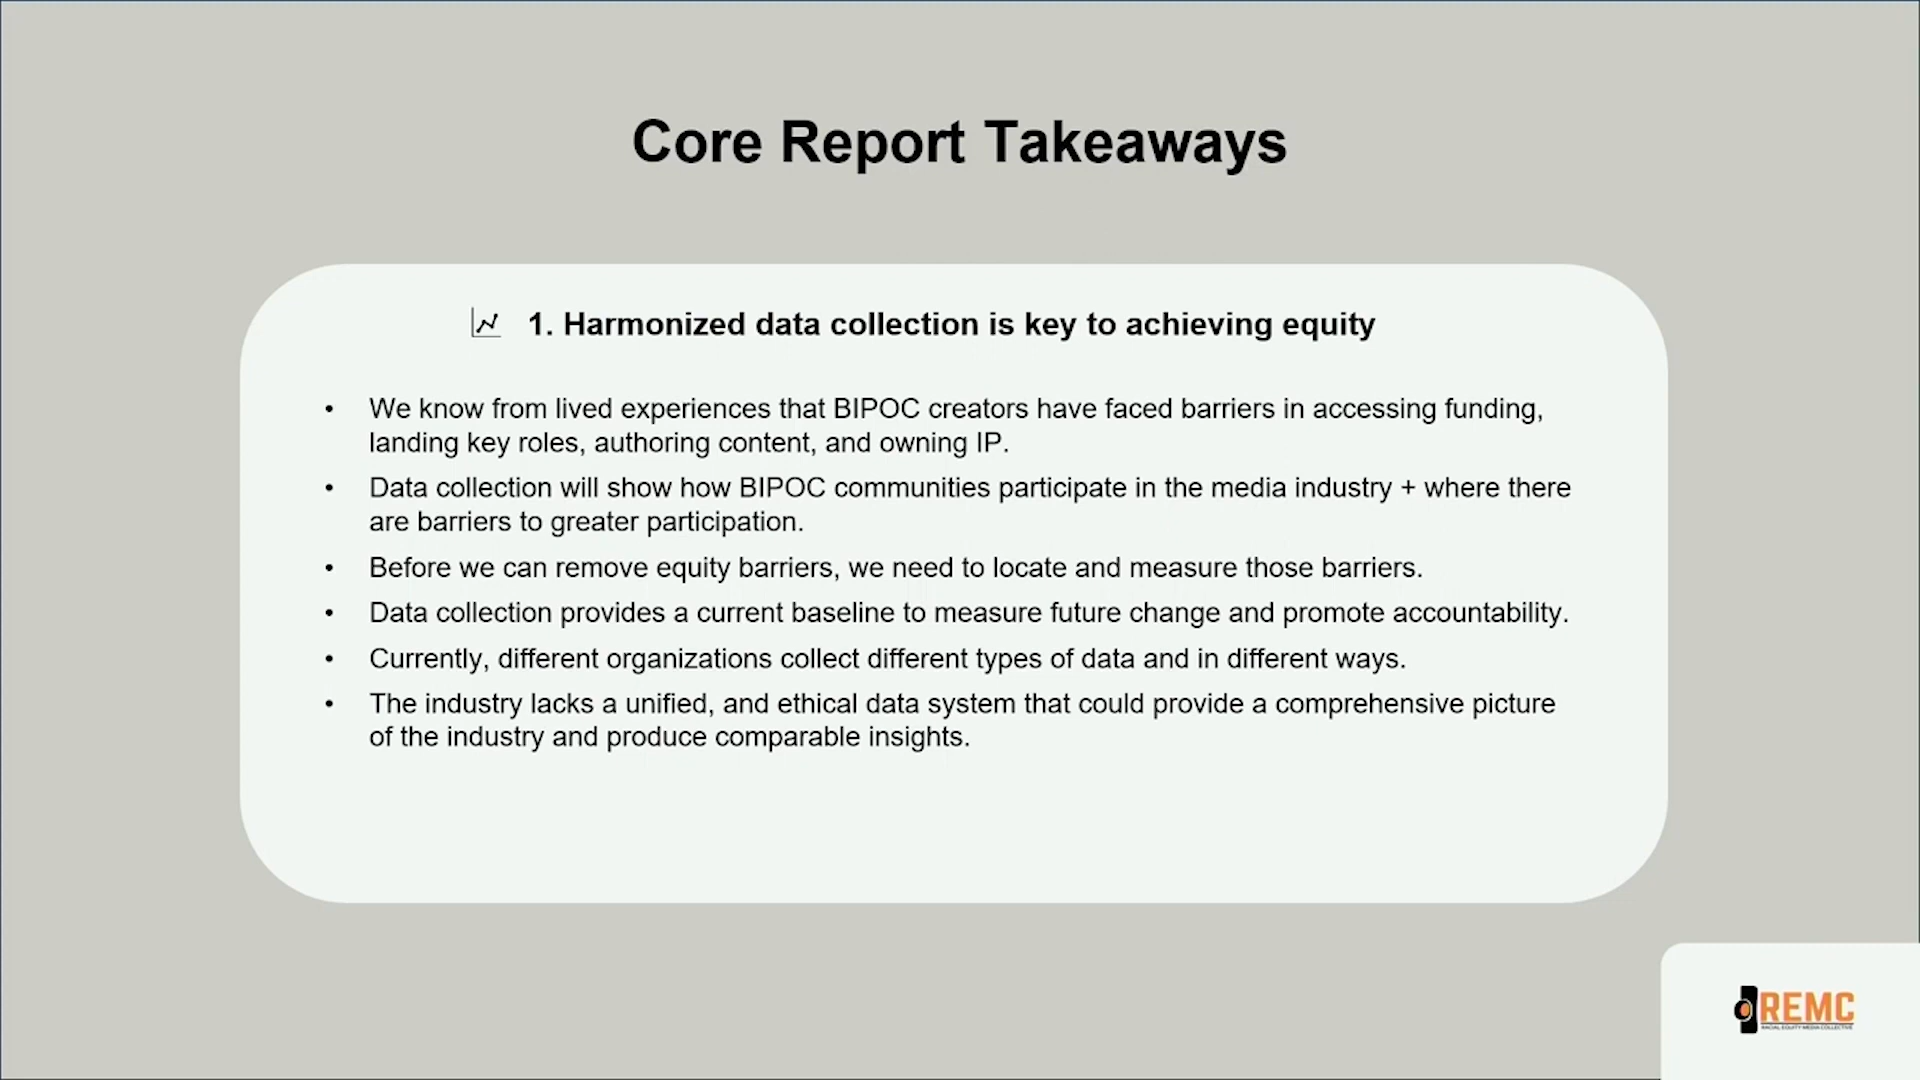 Core Report Takeaways
1. Harmonized data collection is key to achieving equity
• We know from lived experiences that BIPOC creators have faced barriers in accessing funding,
landing key roles, authoring content, and owning IP.
• Data collection will show how BIPOC communities participate in the media industry + where there
are barriers to greater participation.
• Before we can remove equity barriers, we need to locate and measure those barriers.
• Data collection provides a current baseline to measure future change and promote accountability.
• Currently, different organizations collect different types of data and in different ways.
• The industry lacks a unified, and ethical data system that could provide a comprehensive picture
of the industry and produce comparable insights.
REMC
RACIAL EQUITY MEDIA COLLECTIVE